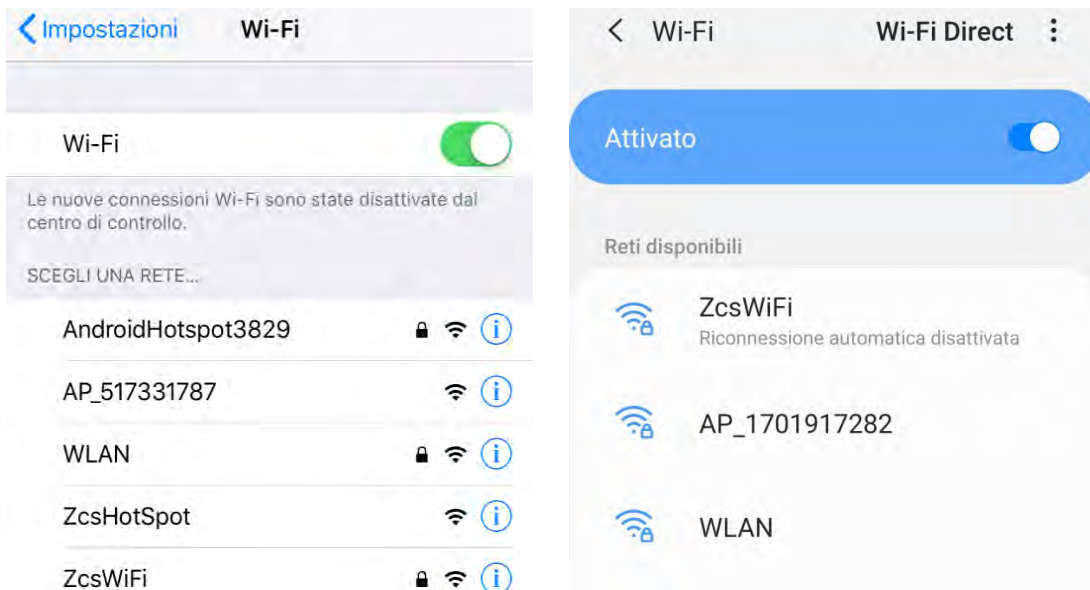 Impostazioni Wi-Fi
Wi-Fi
Le nuove connessioni Wi-Fi sono state disattivate dal
centro di controllo.
SCEGLI UNA RETE...
AndroidHotspot3829
AP_517331787
WLAN
ZcsHotSpot
ZcsWiFi
Wi-Fi Wi-Fi Direct
Attivato
Reti disponibili
ZcsWiFi
Riconnessione automatica disattivata
AP_1701917282
WLAN